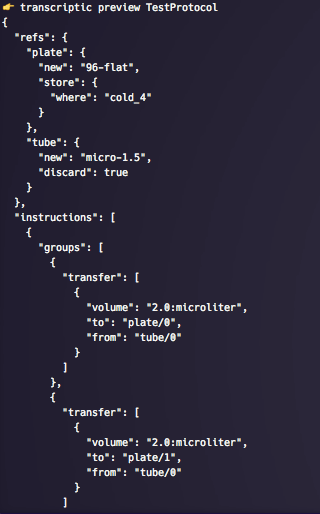 👉 transcriptic preview TestProtocol
{
  "refs": {
    "plate": {
      "new": "96-flat",
      "store": {
        "where": "cold_4"
      }
    },
    "tube": {
      "new": "micro-1.5",
      "discard": true
    }
  },
  "instructions": [
    {
      "groups": [
        {
          "transfer": [
            {
              "volume": "2.0:microliter",
              "to": "plate/0",
              "from": "tube/0"
            }
          ]
        },
        {
          "transfer": [
            {
              "volume": "2.0:microliter",
              "to": "plate/1",
              "from": "tube/0"
            }
          ]